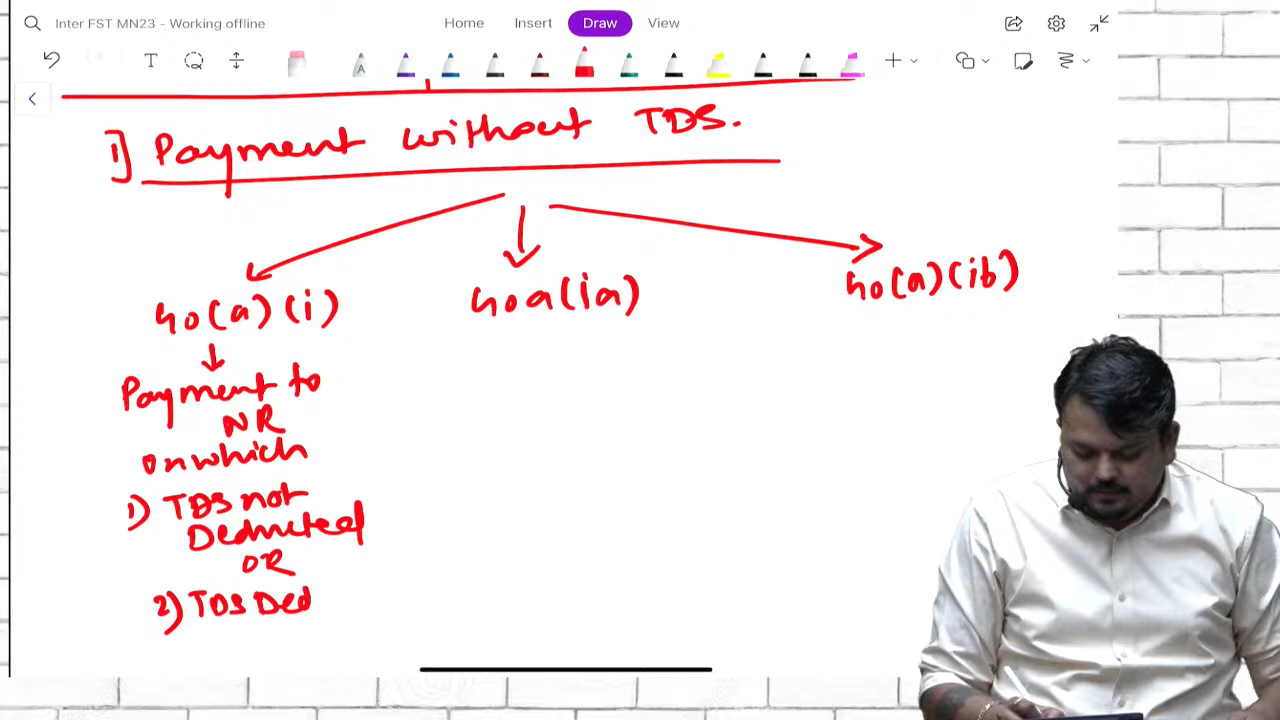 Inter FST MN23 - Working offline
Home Insert Draw View
1] Payment without TDS.
40(a)(i) 40a(ia) 40(a)(ib)
Payment to
NR
on which
1) TDS not
Deducted
OR
2) TDS Ded